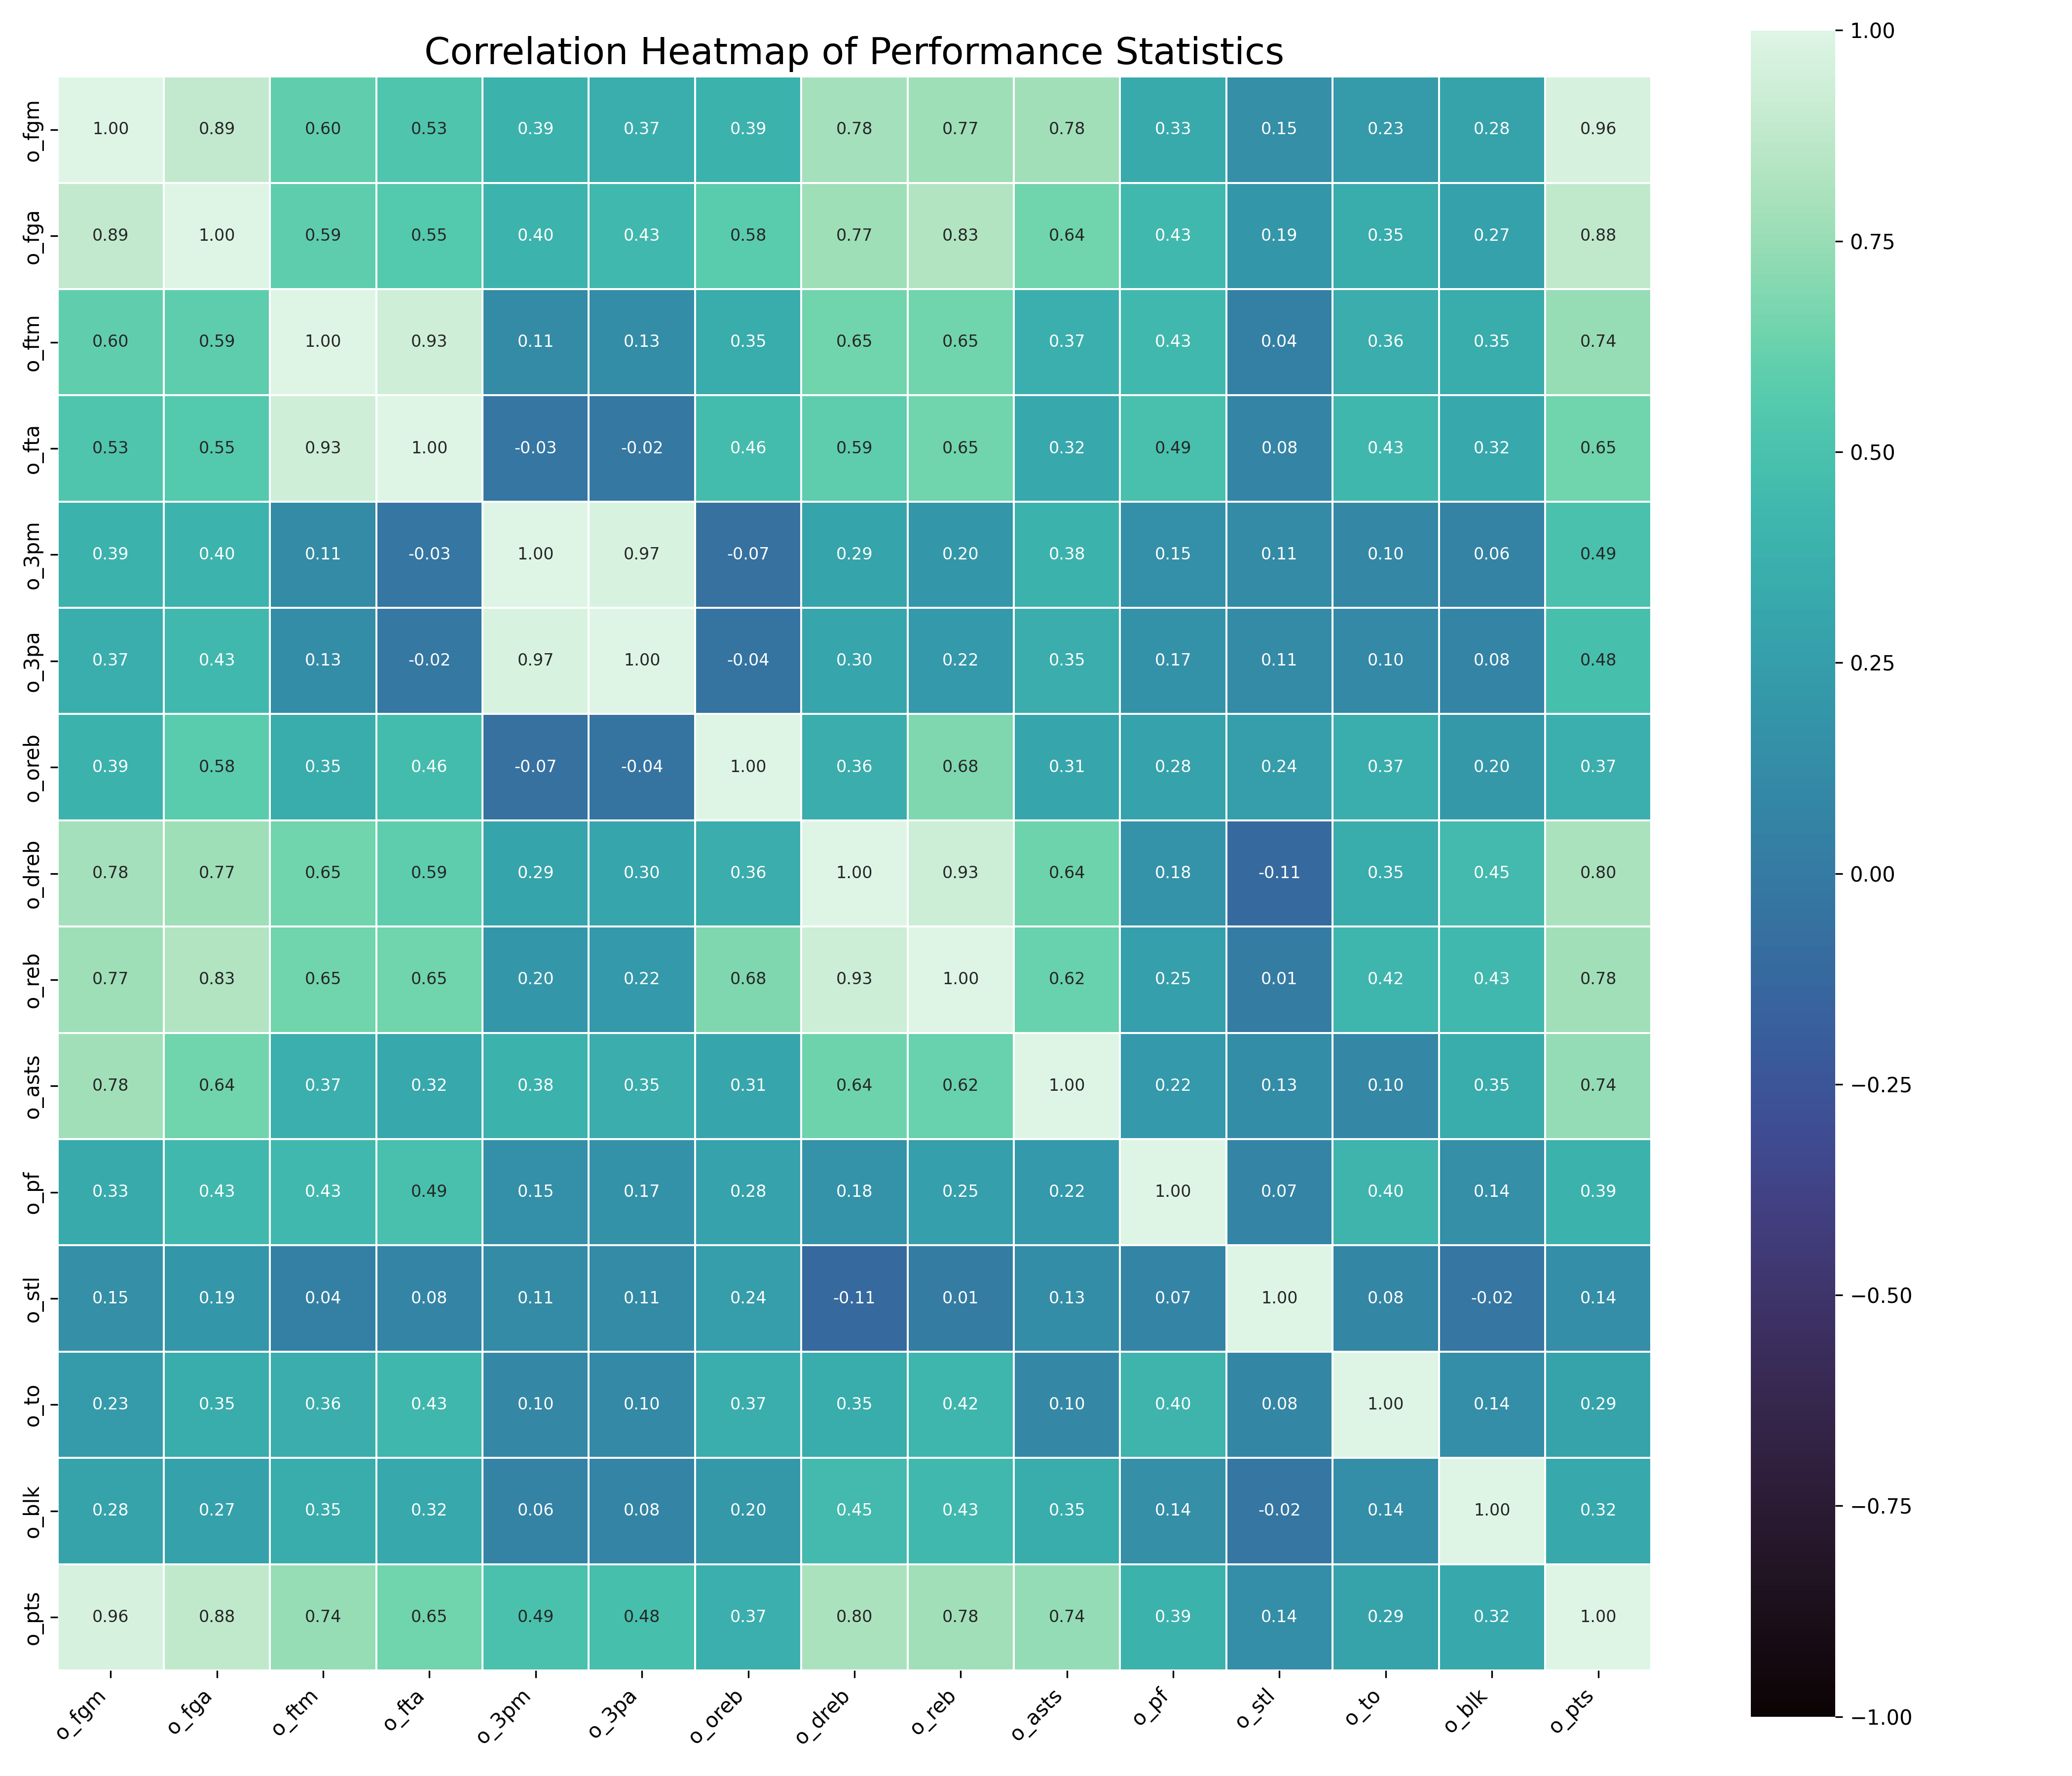 Correlation Heatmap of Performance Statistics
o_fgm 1.00 0.89 0.60 0.53 0.39 0.37 0.39 0.78 0.77 0.78 0.33 0.15 0.23 0.28 0.96
o_fga 0.89 1.00 0.59 0.55 0.40 0.43 0.58 0.77 0.83 0.64 0.43 0.19 0.35 0.27 0.88
o_ftm 0.60 0.59 1.00 0.93 0.11 0.13 0.35 0.65 0.65 0.37 0.43 0.04 0.36 0.35 0.74
o_fta 0.53 0.55 0.93 1.00 -0.03 -0.02 0.46 0.59 0.65 0.32 0.49 0.08 0.43 0.32 0.65
o_3pm 0.39 0.40 0.11 -0.03 1.00 0.97 -0.07 0.29 0.20 0.38 0.15 0.11 0.10 0.06 0.49
o_3pa 0.37 0.43 0.13 -0.02 0.97 1.00 -0.04 0.30 0.22 0.35 0.17 0.11 0.10 0.08 0.48
o_oreb 0.39 0.58 0.35 0.46 -0.07 -0.04 1.00 0.36 0.68 0.31 0.28 0.24 0.37 0.20 0.37
o_dreb 0.78 0.77 0.65 0.59 0.29 0.30 0.36 1.00 0.93 0.64 0.18 -0.11 0.35 0.45 0.80
o_reb 0.77 0.83 0.65 0.65 0.20 0.22 0.68 0.93 1.00 0.62 0.25 0.01 0.42 0.43 0.78
o_asts 0.78 0.64 0.37 0.32 0.38 0.35 0.31 0.64 0.62 1.00 0.22 0.13 0.10 0.35 0.74
o_pf 0.33 0.43 0.43 0.49 0.15 0.17 0.28 0.18 0.25 0.22 1.00 0.07 0.40 0.14 0.39
o_stl 0.15 0.19 0.04 0.08 0.11 0.11 0.24 -0.11 0.01 0.13 0.07 1.00 0.08 -0.02 0.14
o_to 0.23 0.35 0.36 0.43 0.10 0.10 0.37 0.35 0.42 0.10 0.40 0.08 1.00 0.14 0.29
o_blk 0.28 0.27 0.35 0.32 0.06 0.08 0.20 0.45 0.43 0.35 0.14 -0.02 0.14 1.00 0.32
o_pts 0.96 0.88 0.74 0.65 0.49 0.48 0.37 0.80 0.78 0.74 0.39 0.14 0.29 0.32 1.00
o_fgm o_fga o_ftm o_fta o_3pm o_3pa o_oreb o_dreb o_reb o_asts o_pf o_stl o_to o_blk o_pts
1.00
0.75
0.50
0.25
0.00
−0.25
−0.50
−0.75
−1.00